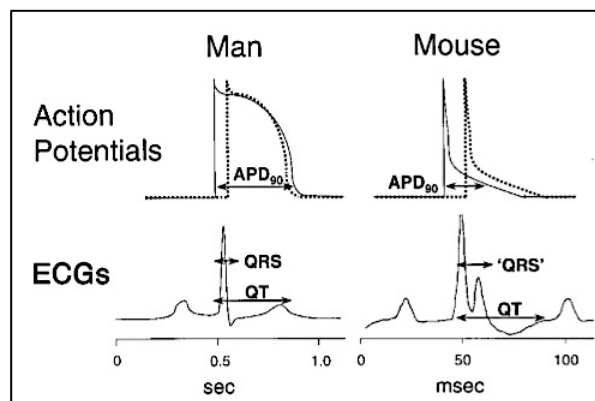 Man Mouse
Action
Potentials
APD90 APD90
ECGs
QRS 'QRS'
QT QT
0 0.5 1.0 0 50 100
sec msec